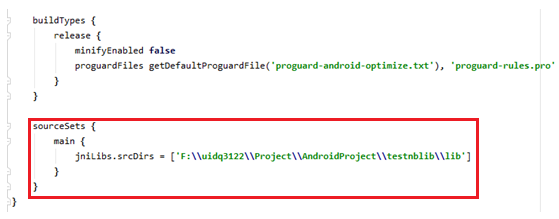 buildTypes {
release {
minifyEnabled false
proguardFiles getDefaultProguardFile('proguard-android-optimize.txt'), 'proguard-rules.pro'
}
}
sourceSets {
main {
jniLibs.srcDirs = ['F:\\uidq3122\\Project\\AndroidProject\\testnblib\\lib']
}
}
}